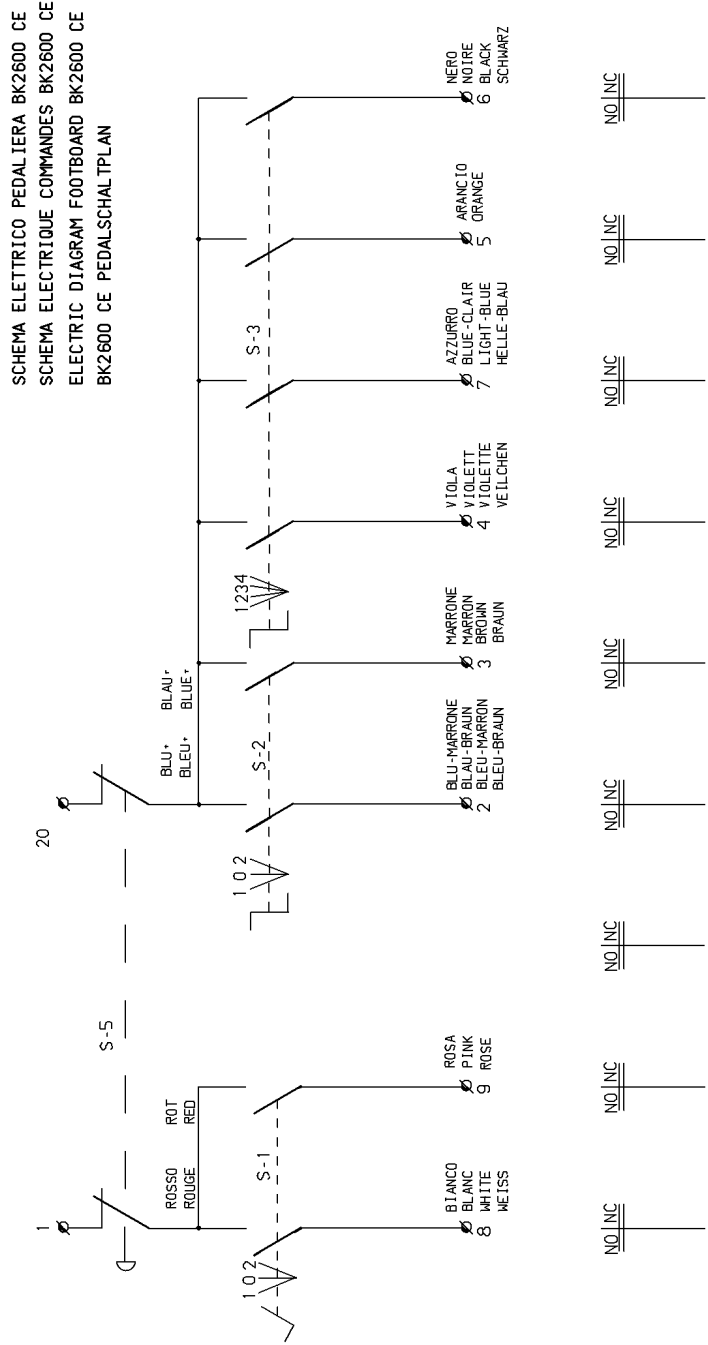 SCHEMA ELETTRICO PEDALIERA BK2600 CE
SCHEMA ELECTRIQUE COMMANDES BK2600 CE
ELECTRIC DIAGRAM FOOTBOARD BK2600 CE
BK2600 CE PEDALSCHALTPLAN
1
20
S-5
ROSSO ROT
ROUGE RED
BLU+ BLAU+
BLEU+ BLUE+
1 0 2
S-1
1 0 2
S-2
1234
S-3
8
BIANCO
BLANC
WHITE
WEISS
9
ROSA
PINK
ROSE
2
BLU-MARRONE
BLAU-BRAUN
BLEU-MARRON
BLEU-BRAUN
3
MARRONE
MARRON
BROWN
BRAUN
4
VIOLA
VIOLETT
VIOLETTE
VEILCHEN
7
AZZURRO
BLUE-CLAIR
LIGHT-BLUE
HELLE-BLAU
5
ARANCIO
ORANGE
6
NERO
NOIRE
BLACK
SCHWARZ
NO NC
NO NC
NO NC
NO NC
NO NC
NO NC
NO NC
NO NC
NO NC